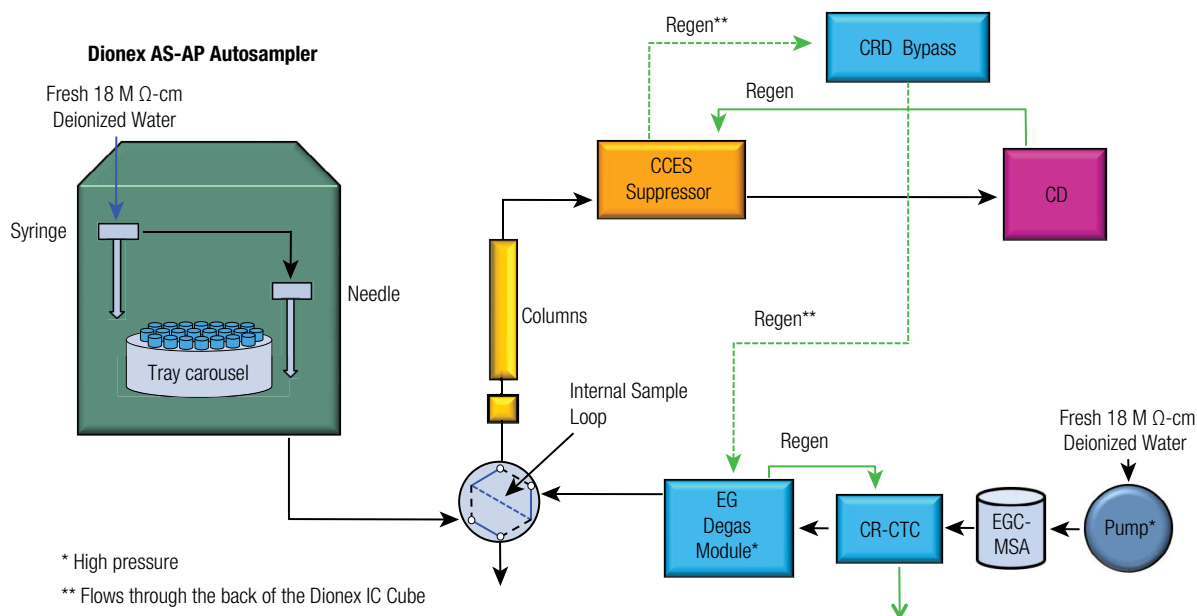 Dionex AS-AP Autosampler
Fresh 18 M Ω-cm
Deionized Water
Syringe
Needle
Tray carousel
Regen**
CRD Bypass
Regen
CCES
Suppressor
CD
Columns
Regen**
Internal Sample
Loop
Fresh 18 M Ω-cm
Deionized Water
Regen
EG
Degas
Module*
CR-CTC
EGC-
MSA
Pump*
* High pressure
** Flows through the back of the Dionex IC Cube